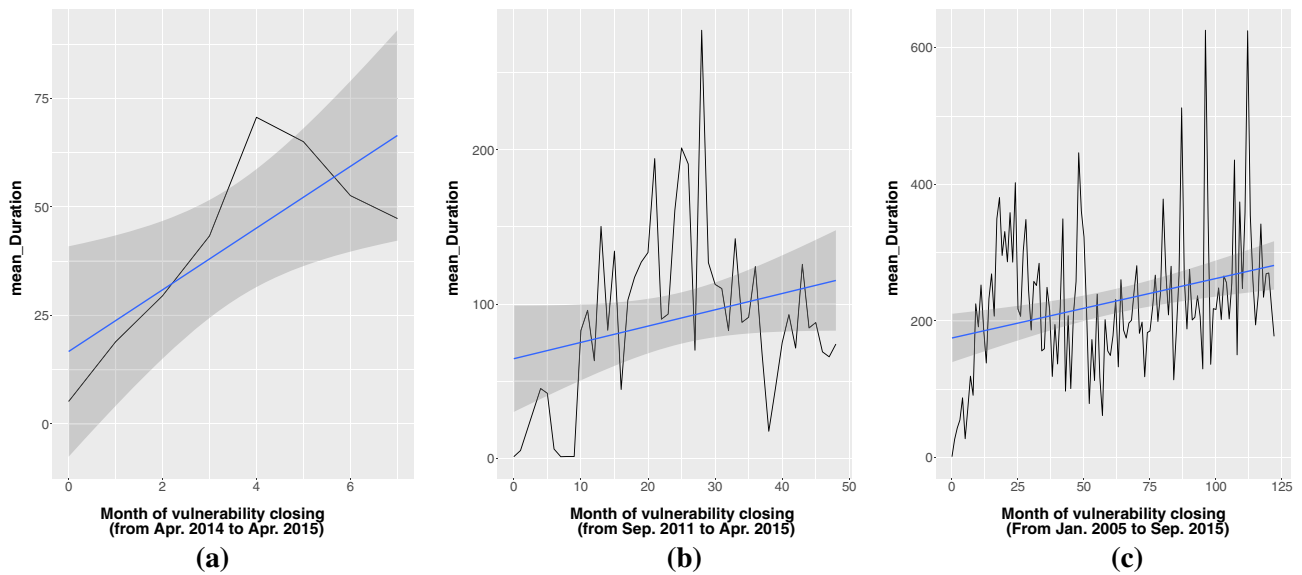 mean_Duration
75
50
25
0
0 2 4 6
Month of vulnerability closing
(from Apr. 2014 to Apr. 2015)
(a)
mean_Duration
200
100
0
0 10 20 30 40 50
Month of vulnerability closing
(from Sep. 2011 to Apr. 2015)
(b)
mean_Duration
600
400
200
0
0 25 50 75 100 125
Month of vulnerability closing
(From Jan. 2005 to Sep. 2015)
(c)